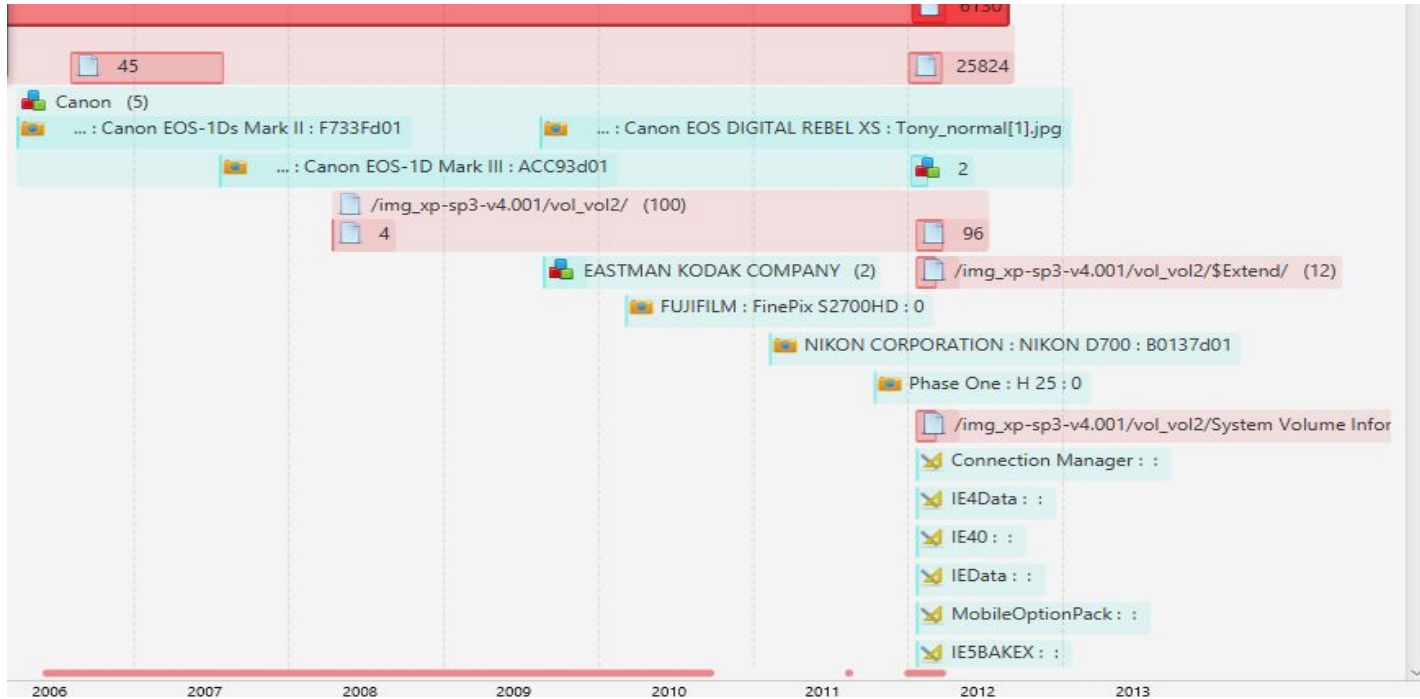 6130
45
25824
Canon (5)
... : Canon EOS-1Ds Mark II : F733Fd01
... : Canon EOS DIGITAL REBEL XS : Tony_normal[1].jpg
... : Canon EOS-1D Mark III : ACC93d01
2
/img_xp-sp3-v4.001/vol_vol2/ (100)
4
96
EASTMAN KODAK COMPANY (2)
/img_xp-sp3-v4.001/vol_vol2/$Extend/ (12)
FUJIFILM : FinePix S2700HD : 0
NIKON CORPORATION : NIKON D700 : B0137d01
Phase One : H 25 : 0
/img_xp-sp3-v4.001/vol_vol2/System Volume Infor
Connection Manager : :
IE4Data : :
IE40 : :
IEData : :
MobileOptionPack : :
IE5BAKEX : :
2006 2007 2008 2009 2010 2011 2012 2013